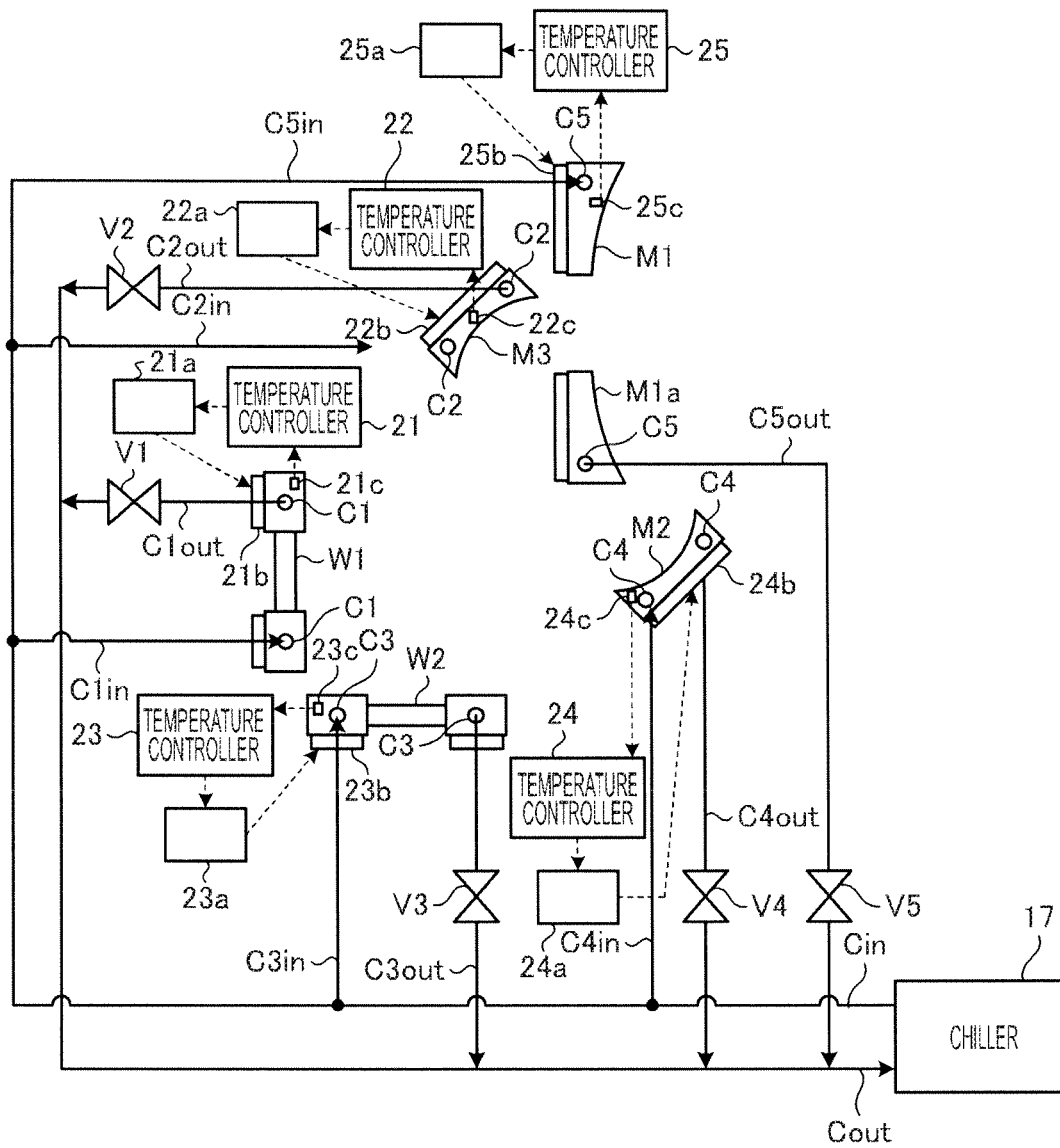 25a
TEMPERATURE
CONTROLLER
25
C5in
22
C5
25b
22a
TEMPERATURE
CONTROLLER
25c
V2
C2out
C2
M1
C2in
22b
22c
M3
21a
C2
M1a
TEMPERATURE
CONTROLLER
21
C5
C5out
V1
21c
C4
C1
M2
C1out
21b
W1
C4
24b
24c
C1
C3
23c
W2
C1in
23
TEMPERATURE
CONTROLLER
C3
24
23b
TEMPERATURE
CONTROLLER
C4out
23a
V3
V4
V5
24a
C4in
17
C3in
C3out
Cin
CHILLER
Cout